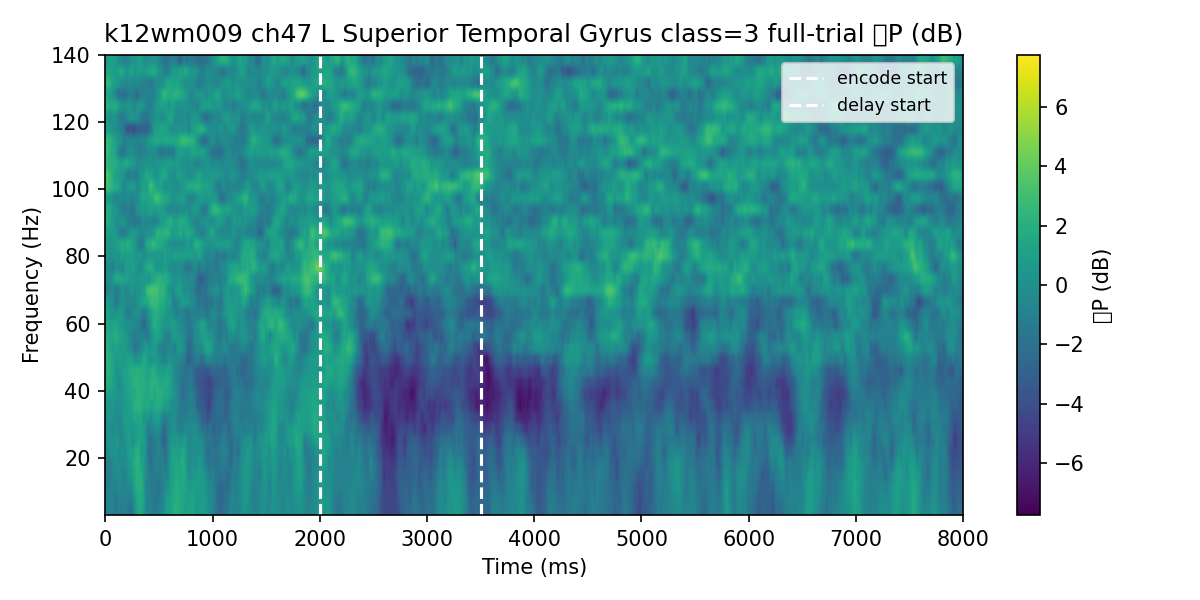 k12wm009 ch47 L Superior Temporal Gyrus class=3 full-trial ▯P (dB)
140
120
100
80
60
40
20
Frequency (Hz)
0 1000 2000 3000 4000 5000 6000 7000 8000
Time (ms)
encode start
delay start
6
4
2
0
−2
−4
−6
▯P (dB)